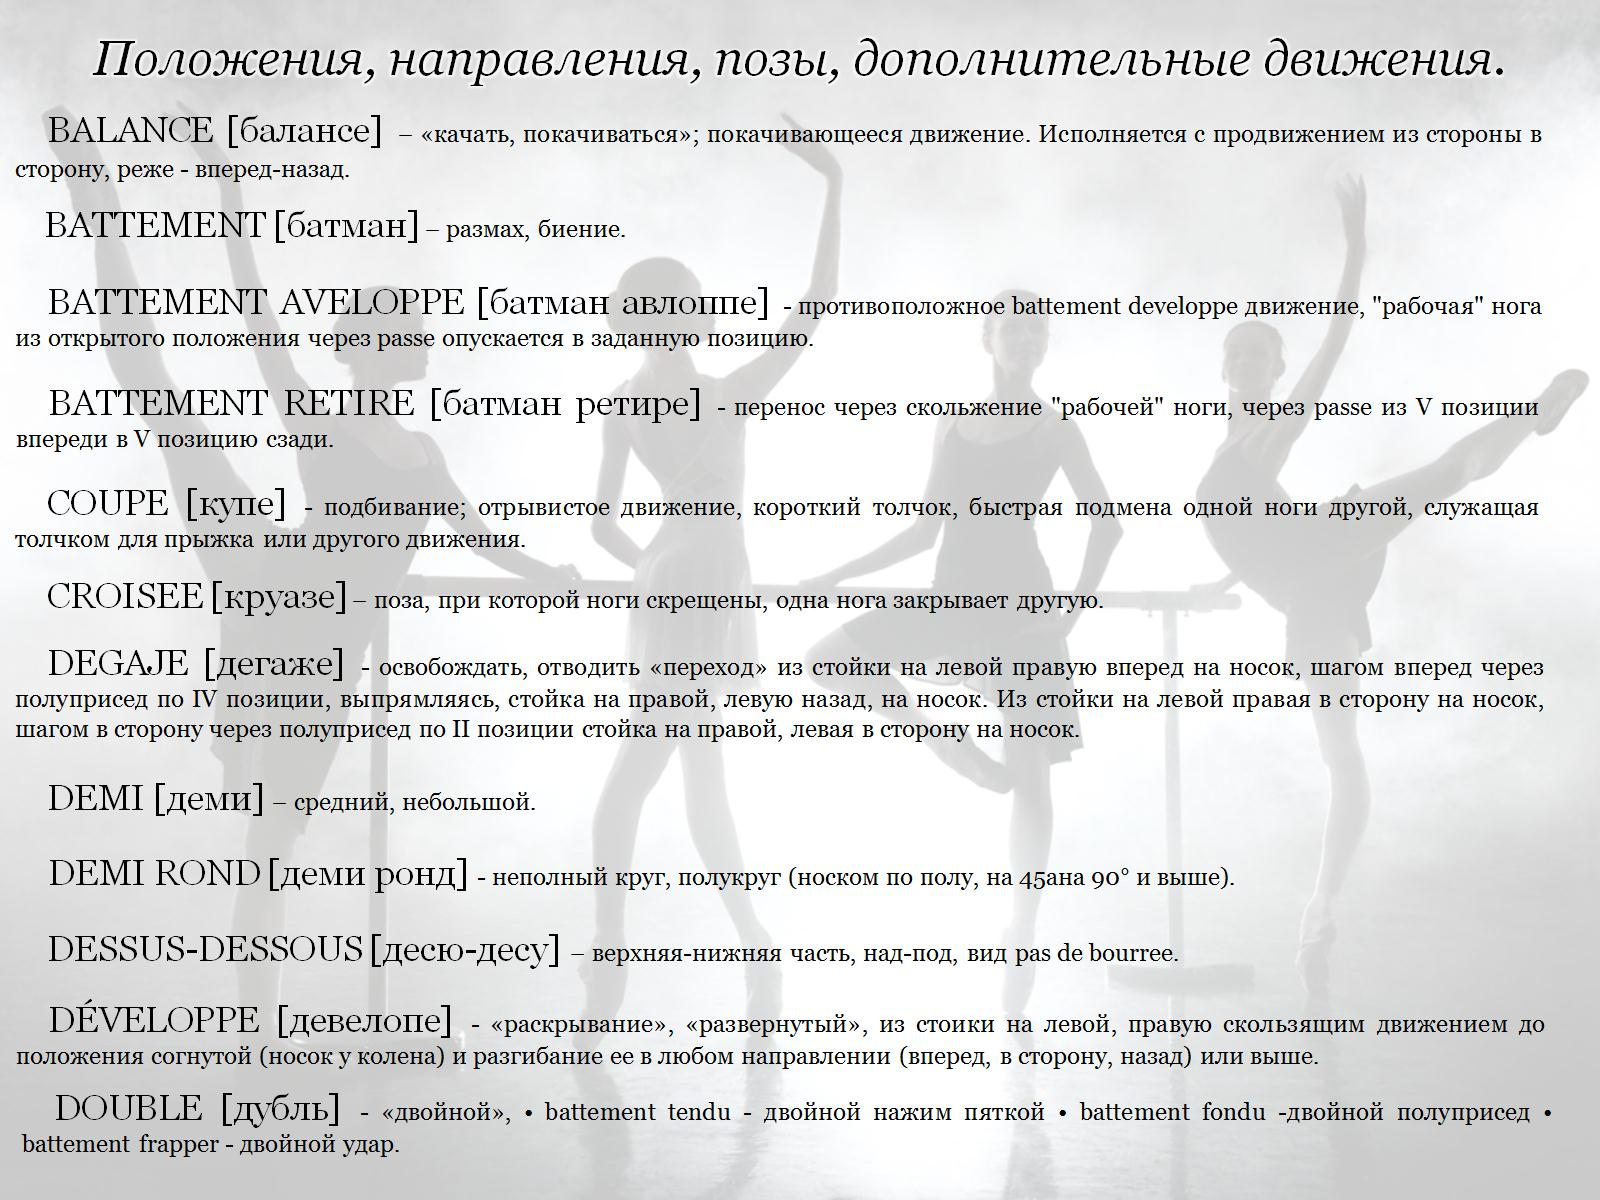 Положения, направления, позы, дополнительные движения.
BALANCE [балансе] – «качать, покачиваться»; покачивающееся движение. Исполняется с продвижением из стороны в
сторону, реже - вперед-назад.
BATTEMENT [батман] – размах, биение.
BATTEMENT AVELOPPE [батман авлоппе] - противоположное battement developpe движение, "рабочая" нога
из открытого положения через passe опускается в заданную позицию.
BATTEMENT RETIRE [батман ретире] - перенос через скольжение "рабочей" ноги, через passe из V позиции
впереди в V позицию сзади.
COUPE [купе] - подбивание; отрывистое движение, короткий толчок, быстрая подмена одной ноги другой, служащая
толчком для прыжка или другого движения.
CROISEE [круазе] – поза, при которой ноги скрещены, одна нога закрывает другую.
DEGAJE [дегаже] - освобождать, отводить «переход» из стойки на левой правую вперед на носок, шагом вперед через
полуприсед по IV позиции, выпрямляясь, стойка на правой, левую назад, на носок. Из стойки на левой правая в сторону на носок,
шагом в сторону через полуприсед по II позиции стойка на правой, левая в сторону на носок.
DEMI [деми] – средний, небольшой.
DEMI ROND [деми ронд] - неполный круг, полукруг (носком по полу, на 45ана 90° и выше).
DESSUS-DESSOUS [десю-десу] – верхняя-нижняя часть, над-под, вид pas de bourree.
DÉVELOPPE [девелопе] - «раскрывание», «развернутый», из стоики на левой, правую скользящим движением до
положения согнутой (носок у колена) и разгибание ее в любом направлении (вперед, в сторону, назад) или выше.
DOUBLE [дубль] - «двойной», • battement tendu - двойной нажим пяткой • battement fondu -двойной полуприсед •
battement frapper - двойной удар.